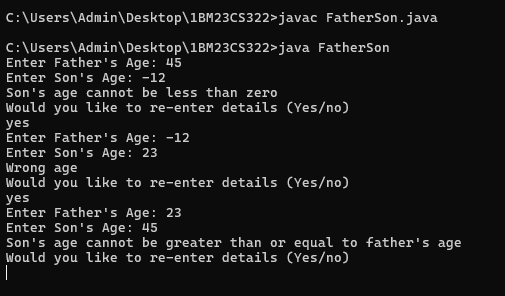 C:\Users\Admin\Desktop\1BM23CS322>javac FatherSon.java
C:\Users\Admin\Desktop\1BM23CS322>java FatherSon
Enter Father's Age: 45
Enter Son's Age: -12
Son's age cannot be less than zero
Would you like to re-enter details (Yes/no)
yes
Enter Father's Age: -12
Enter Son's Age: 23
Wrong age
Would you like to re-enter details (Yes/no)
yes
Enter Father's Age: 23
Enter Son's Age: 45
Son's age cannot be greater than or equal to father's age
Would you like to re-enter details (Yes/no)